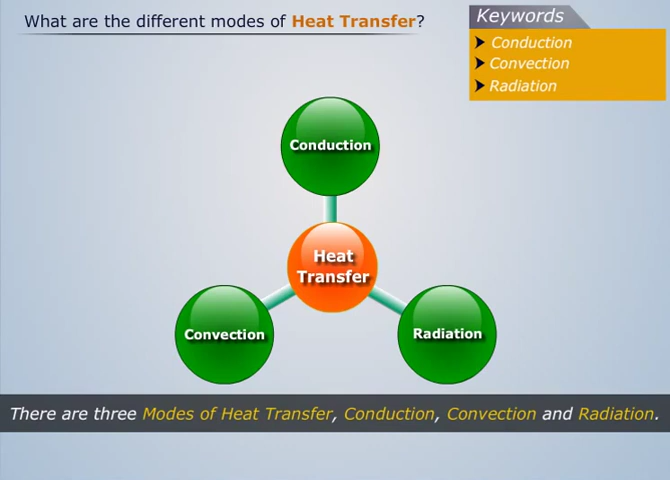 What are the different modes of Heat Transfer?
Keywords
Conduction
Convection
Radiation
Conduction
Heat
Transfer
Convection
Radiation
There are three Modes of Heat Transfer, Conduction, Convection and Radiation.